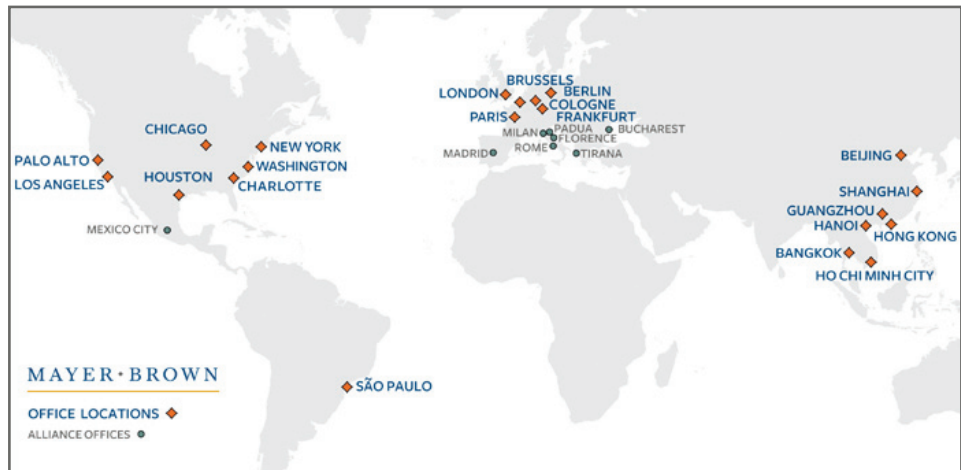 BRUSSELS
LONDON
BERLIN
COLOGNE
PARIS
FRANKFURT
MILAN
PADUA
BUCHAREST
FLORENCE
ROME
MADRID
TIRANA
CHICAGO
NEW YORK
PALO ALTO
WASHINGTON
LOS ANGELES
HOUSTON
CHARLOTTE
MEXICO CITY
BEIJING
SHANGHAI
GUANGZHOU
HANOI
HONG KONG
BANGKOK
HO CHI MINH CITY
SÃO PAULO
MAYER•BROWN
OFFICE LOCATIONS
ALLIANCE OFFICES